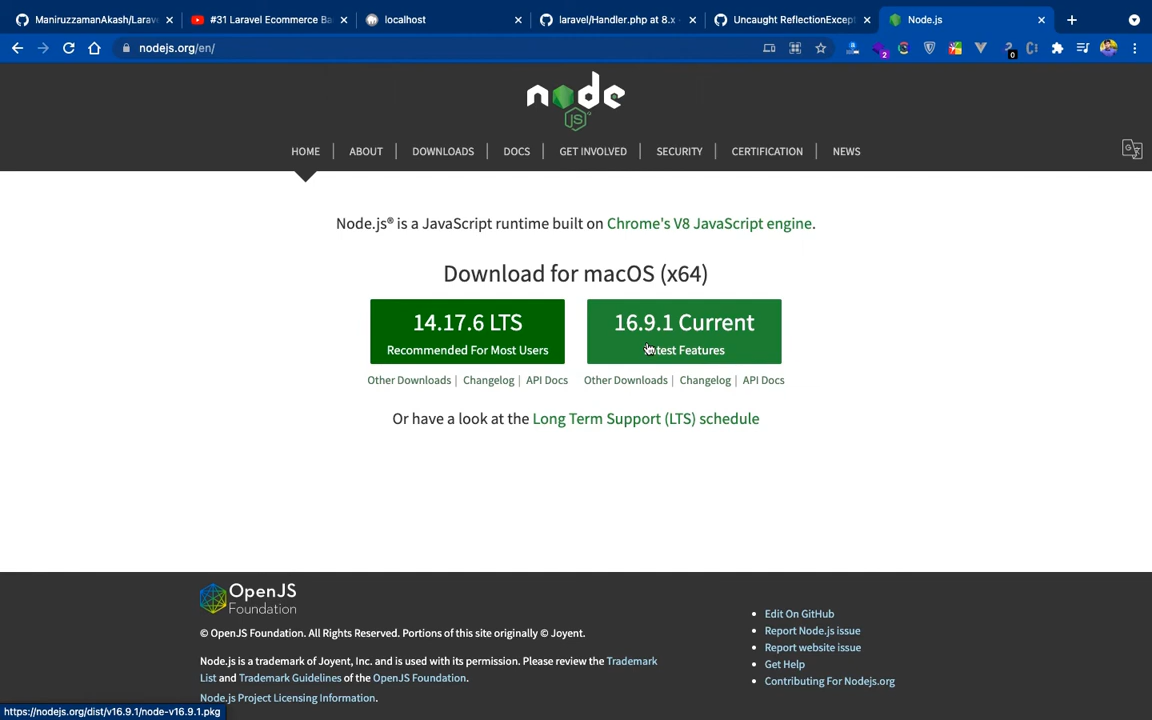 ManiruzzamanAkash/Larav
#31 Laravel Ecommerce Ba
localhost
laravel/Handler.php at 8.x
Uncaught ReflectionExcept
Node.js
nodejs.org/en/
2
0
node
JS
HOME
ABOUT
DOWNLOADS
DOCS
GET INVOLVED
SECURITY
CERTIFICATION
NEWS
Node.js® is a JavaScript runtime built on Chrome's V8 JavaScript engine.
Download for macOS (x64)
14.17.6 LTS
Recommended For Most Users
16.9.1 Current
Latest Features
Other Downloads | Changelog | API Docs
Other Downloads | Changelog | API Docs
Or have a look at the Long Term Support (LTS) schedule
OpenJS
Foundation
© OpenJS Foundation. All Rights Reserved. Portions of this site originally © Joyent.
Node.js is a trademark of Joyent, Inc. and is used with its permission. Please review the Trademark
List and Trademark Guidelines of the OpenJS Foundation.
Node.js Project Licensing Information.
Edit On GitHub
Report Node.js issue
Report website issue
Get Help
Contributing For Nodejs.org
https://nodejs.org/dist/v16.9.1/node-v16.9.1.pkg